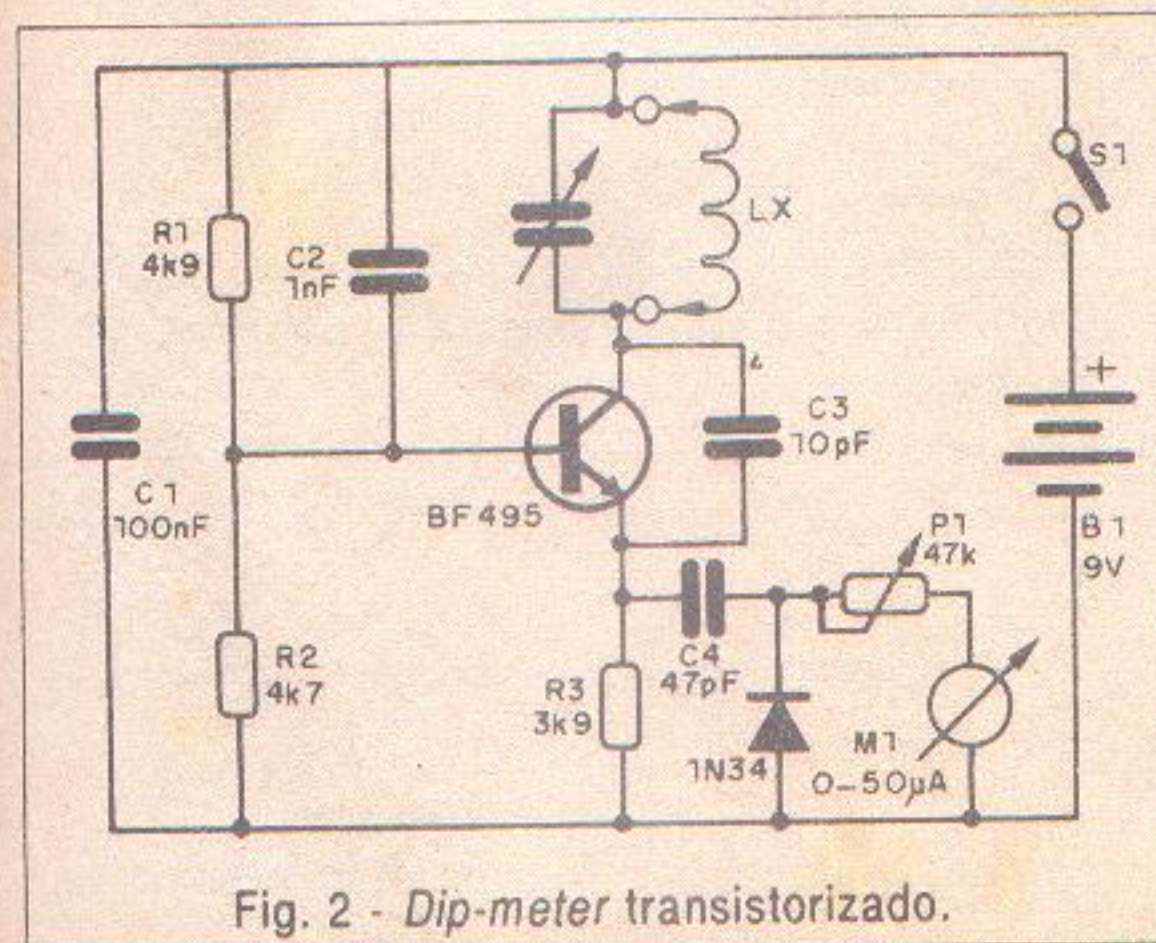 S1
R1
4k9
C2
1nF
LX
+
C3
10pF
C1
100nF
BF495
P1
47k
B1
9V
R2
4k7
C4
47pF
R3
3k9
1N34
M1
0-50µA
Fig. 2 - Dip-meter transistorizado.